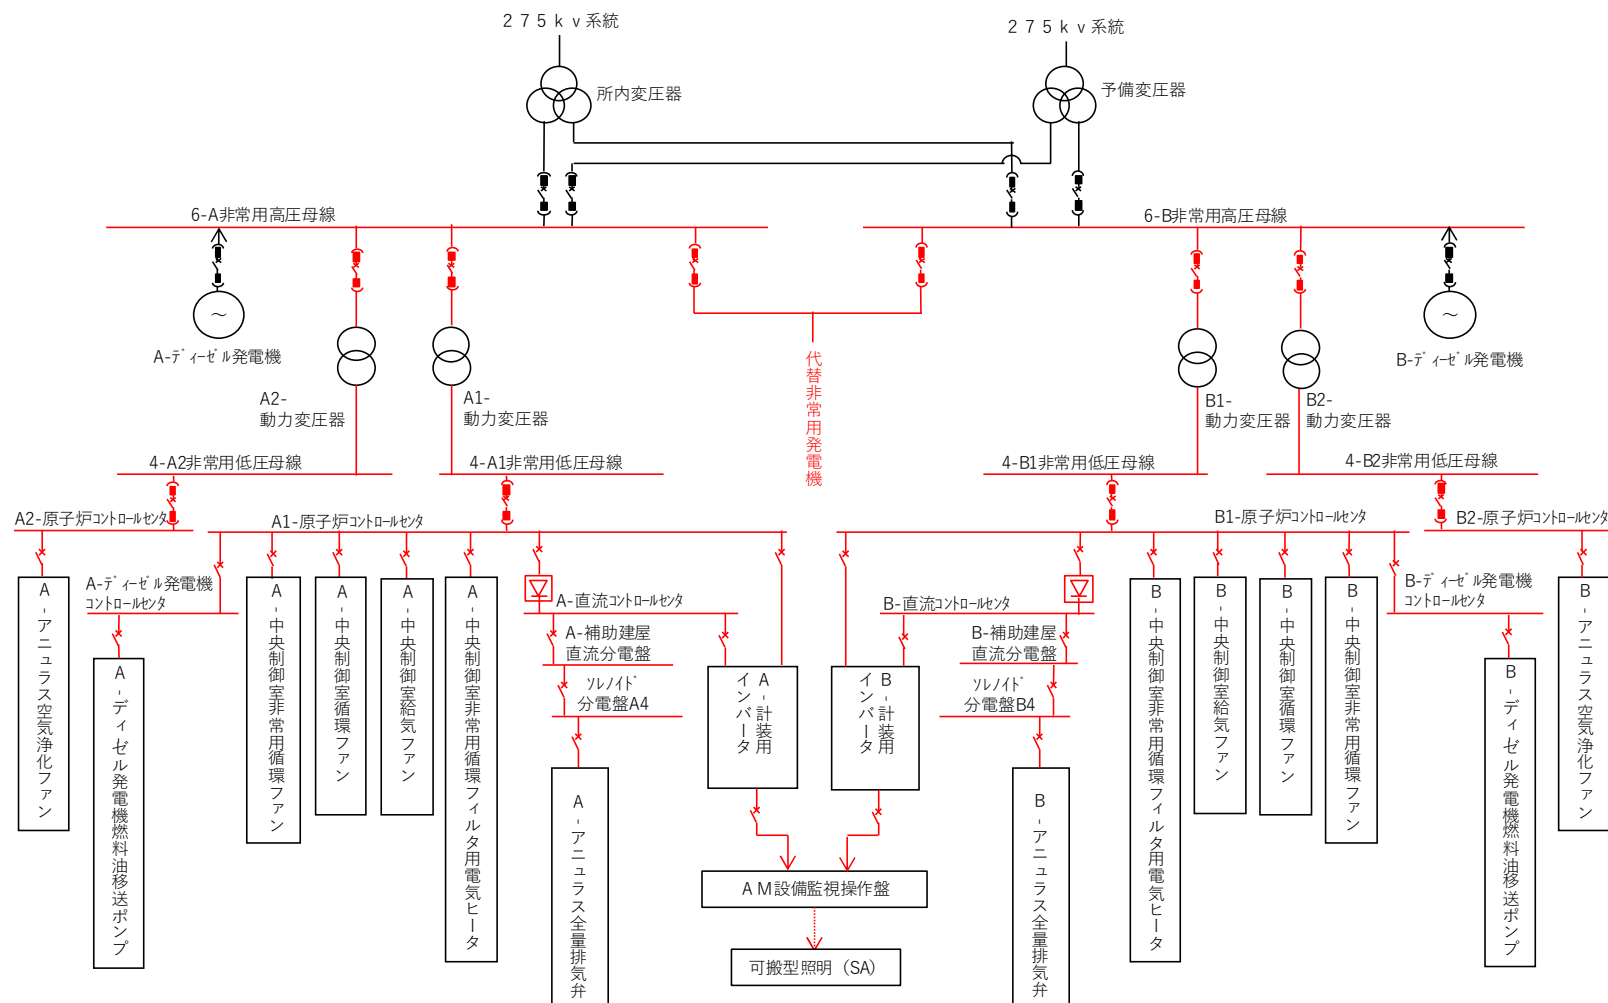 ２７５ｋｖ系統
２７５ｋｖ系統
所内変圧器
予備変圧器
6-A非常用高圧母線
6-B非常用高圧母線
～
～
A-ﾃﾞｨｰｾﾞﾙ発電機
B-ﾃﾞｨｰｾﾞﾙ発電機
代替非常用発電機
A2-
動力変圧器
A1-
動力変圧器
B1-
動力変圧器
B2-
動力変圧器
4-A2非常用低圧母線
4-A1非常用低圧母線
4-B1非常用低圧母線
4-B2非常用低圧母線
A2-原子炉ｺﾝﾄﾛｰﾙｾﾝﾀ
A1-原子炉ｺﾝﾄﾛｰﾙｾﾝﾀ
B1-原子炉ｺﾝﾄﾛｰﾙｾﾝﾀ
B2-原子炉ｺﾝﾄﾛｰﾙｾﾝﾀ
A-ﾃﾞｨｰｾﾞﾙ発電機
ｺﾝﾄﾛｰﾙｾﾝﾀ
A-直流ｺﾝﾄﾛｰﾙｾﾝﾀ
B-直流ｺﾝﾄﾛｰﾙｾﾝﾀ
B-ﾃﾞｨｰｾﾞﾙ発電機
ｺﾝﾄﾛｰﾙｾﾝﾀ
A-補助建屋
直流分電盤
B-補助建屋
直流分電盤
ｿﾚﾉｲﾄﾞ
分電盤A4
ｿﾚﾉｲﾄﾞ
分電盤B4
A-アニュラス空気浄化ファン
A-ディゼル発電機燃料油移送ポンプ
A-中央制御室非常用循環ファン
A-中央制御室循環ファン
A-中央制御室給気ファン
A-中央制御室非常用循環フィルタ用電気ヒータ
A-アニュラス全量排気弁
A-計装用
インバータ
B-計装用
インバータ
B-アニュラス全量排気弁
B-中央制御室非常用循環フィルタ用電気ヒータ
B-中央制御室給気ファン
B-中央制御室循環ファン
B-中央制御室非常用循環ファン
B-ディゼル発電機燃料油移送ポンプ
B-アニュラス空気浄化ファン
ＡＭ設備監視操作盤
可搬型照明（SA）